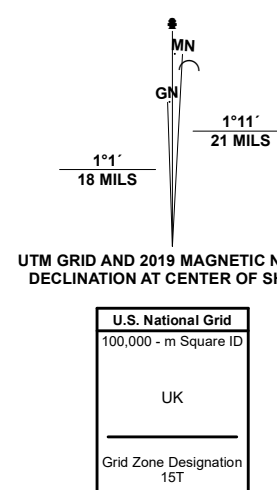 MN
GN
1°11´
21 MILS
1°1´
18 MILS
UTM GRID AND 2019 MAGNETIC N
DECLINATION AT CENTER OF SH
U.S. National Grid
100,000 - m Square ID
UK
Grid Zone Designation
15T